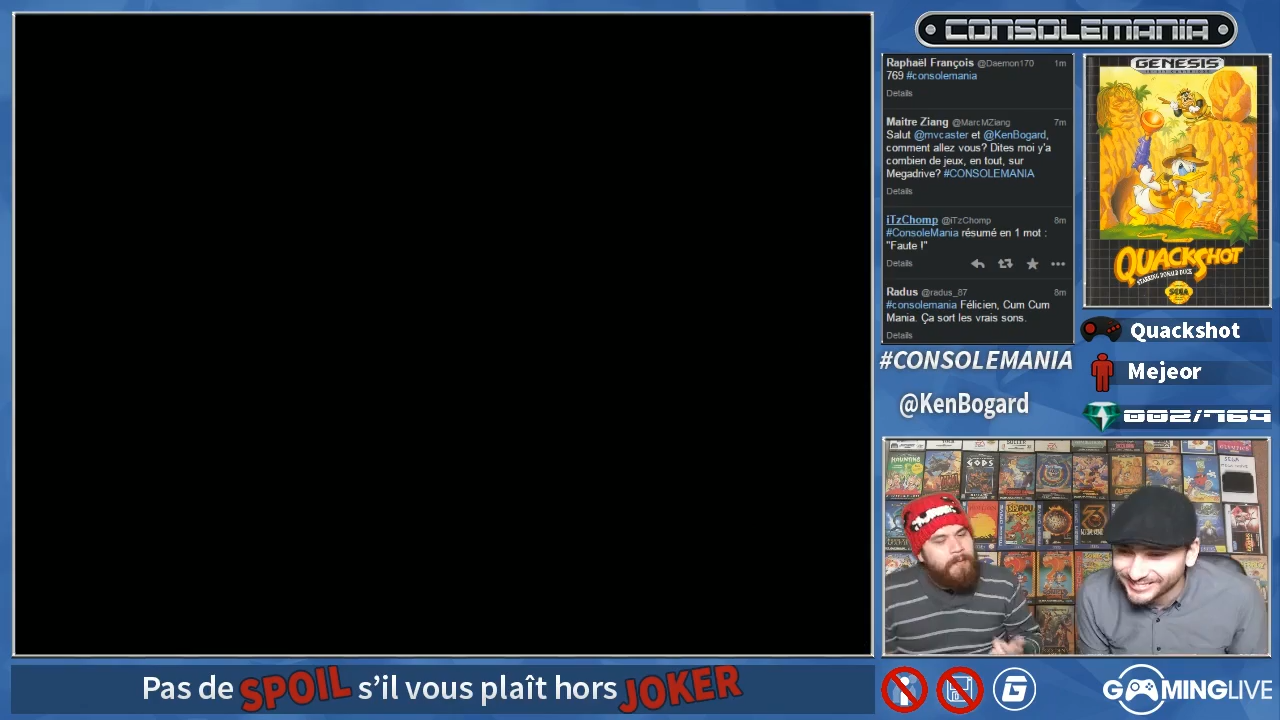 CONSOLEMANIA
Raphaël François @Daemon170 1m
769 #consolemania
Details
Maitre Ziang @MarcMZiang 7m
Salut @mvcaster et @KenBogard,
comment allez vous? Dites moi y'a
combien de jeux, en tout, sur
Megadrive? #CONSOLEMANIA
Details
iTzChomp @iTzChomp 8m
#ConsoleMania résumé en 1 mot :
"Faute !"
Details
Radus @radus_87 8m
#consolemania Félicien, Cum Cum
Mania. Ça sort les vrais sons.
Details
#CONSOLEMANIA
@KenBogard
GENESIS
QUACKSHOT
STARRING DONALD DUCK
SEGA
Quackshot
Mejeor
002/769
GODS
Pas de SPOIL s'il vous plaît hors JOKER
G
GAMINGLIVE